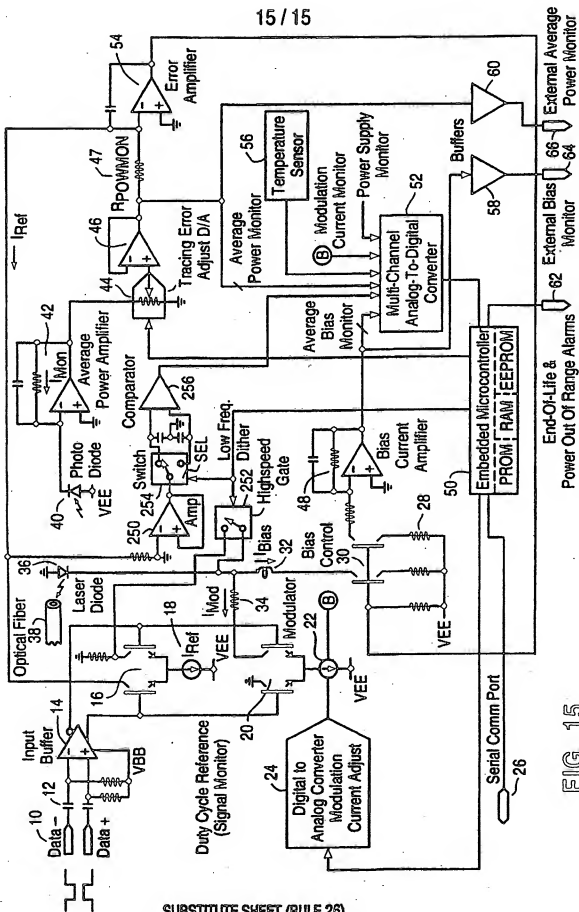 15 / 15
Data-
Data+
10
12
Input
Buffer
14
VBB
Duty Cycle Reference
(Signal Monitor)
16
18
IRef
VEE
20
Modulator
22
VEE
B
24
Digital to
Analog Converter
Modulation
Current Adjust
Serial Comm Port
26
Optical Fiber
38
36
Laser
Diode
IMod
34
IBias
32
Bias
Control
30
28
VEE
40
Photo
Diode
VEE
42
IMon
Average
Power Amplifier
250
Amp
Switch
254
SEL
Comparator
256
Low Freq.
Dither
252
Highspeed
Gate
48
Bias
Current
Amplifier
44
46
Tracing Error
Adjust D/A
Average
Power Monitor
Average Bias
Monitor
IRef
RPOWMON
47
54
Error
Amplifier
56
Temperature
Sensor
Modulation
Current Monitor
B
Power Supply
Monitor
52
Multi-Channel
Analog-To-Digital
Converter
50
Embedded Microcontroller
PROM
RAM
EEPROM
Buffers
58
60
62
End-Of-Life &
Power Out Of Range Alarms
64
External Bias
Monitor
66
External Average
Power Monitor
FIG. 15
SUBSTITUTE SHEET (RULE 26)